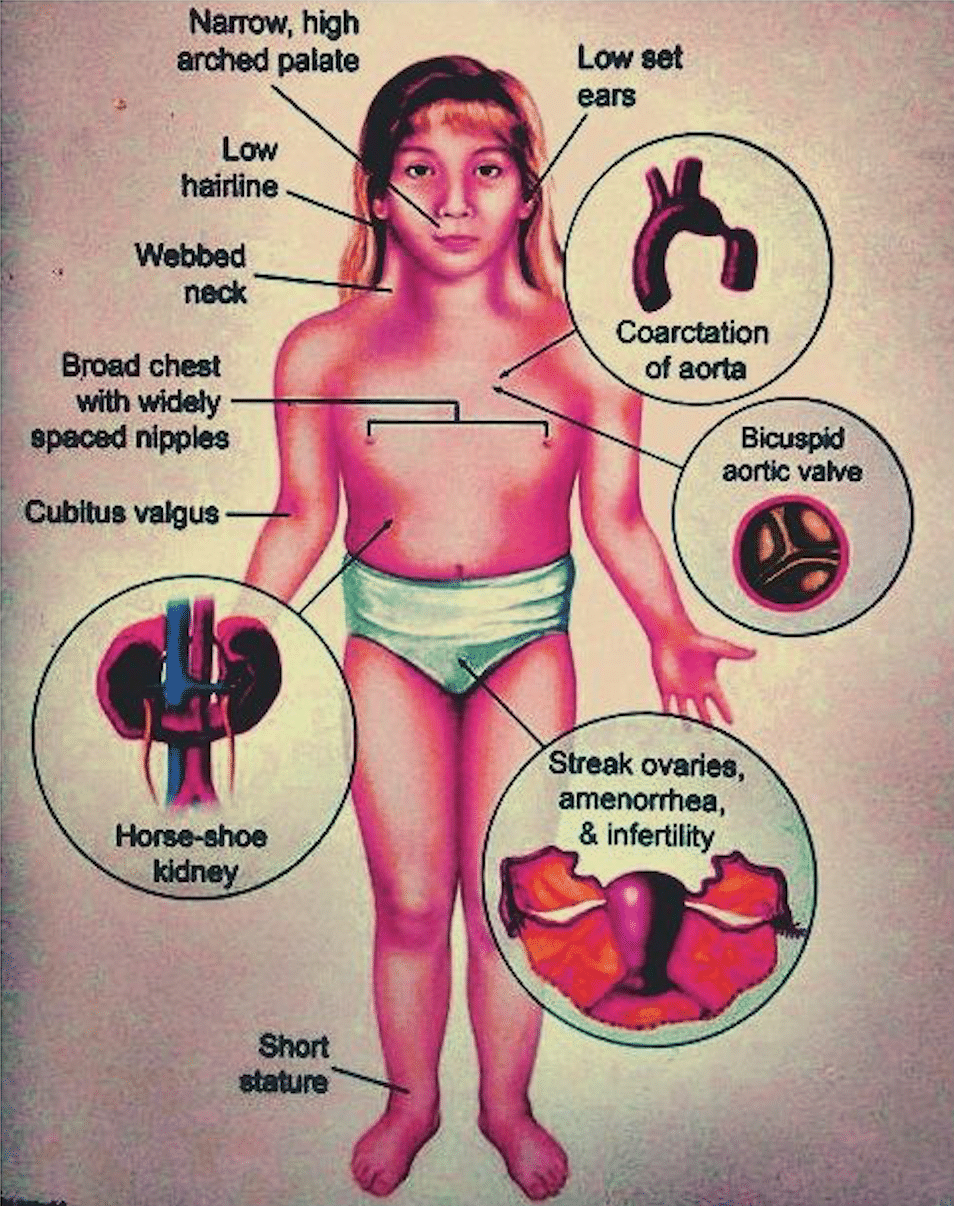 Narrow, high
arched palate
Low set
ears
Low
hairline
Webbed
neck
Coarctation
of aorta
Broad chest
with widely
spaced nipples
Bicuspid
aortic valve
Cubitus valgus
Horse-shoe
kidney
Streak ovaries,
amenorrhea,
& infertility
Short
stature